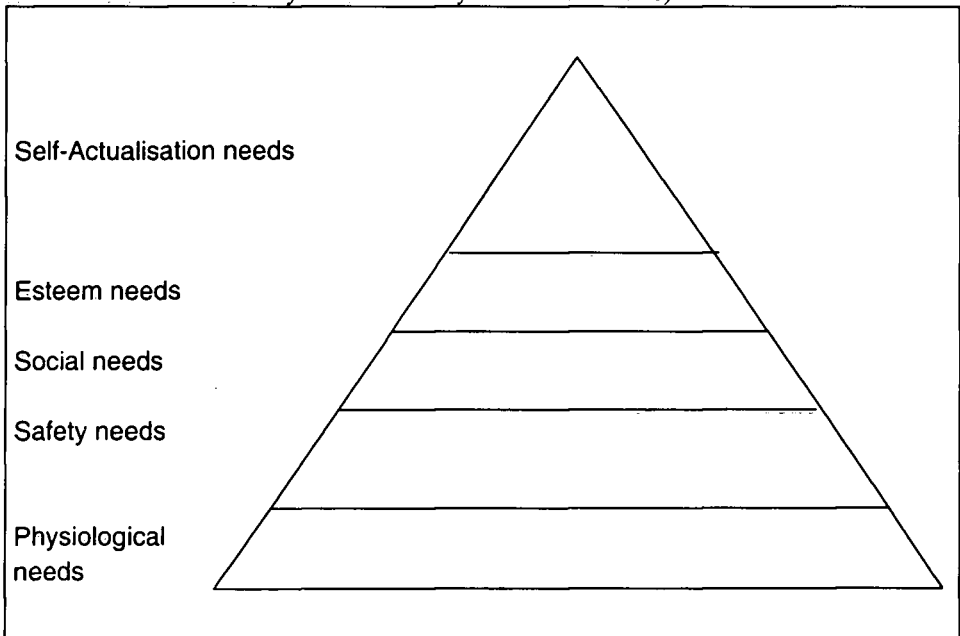 Self-Actualisation needs
Esteem needs
Social needs
Safety needs
Physiological
needs